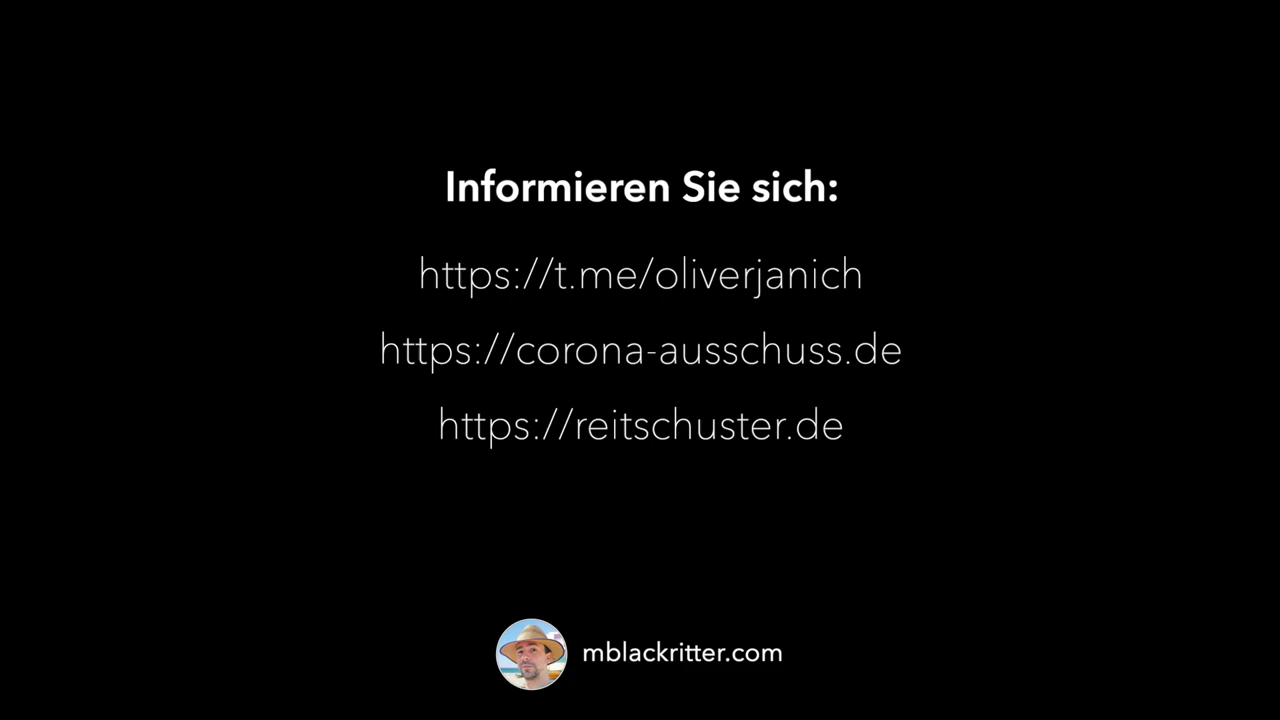 Informieren Sie sich:
https://t.me/oliverjanich
https://corona-ausschuss.de
https://reitschuster.de
mblackritter.com